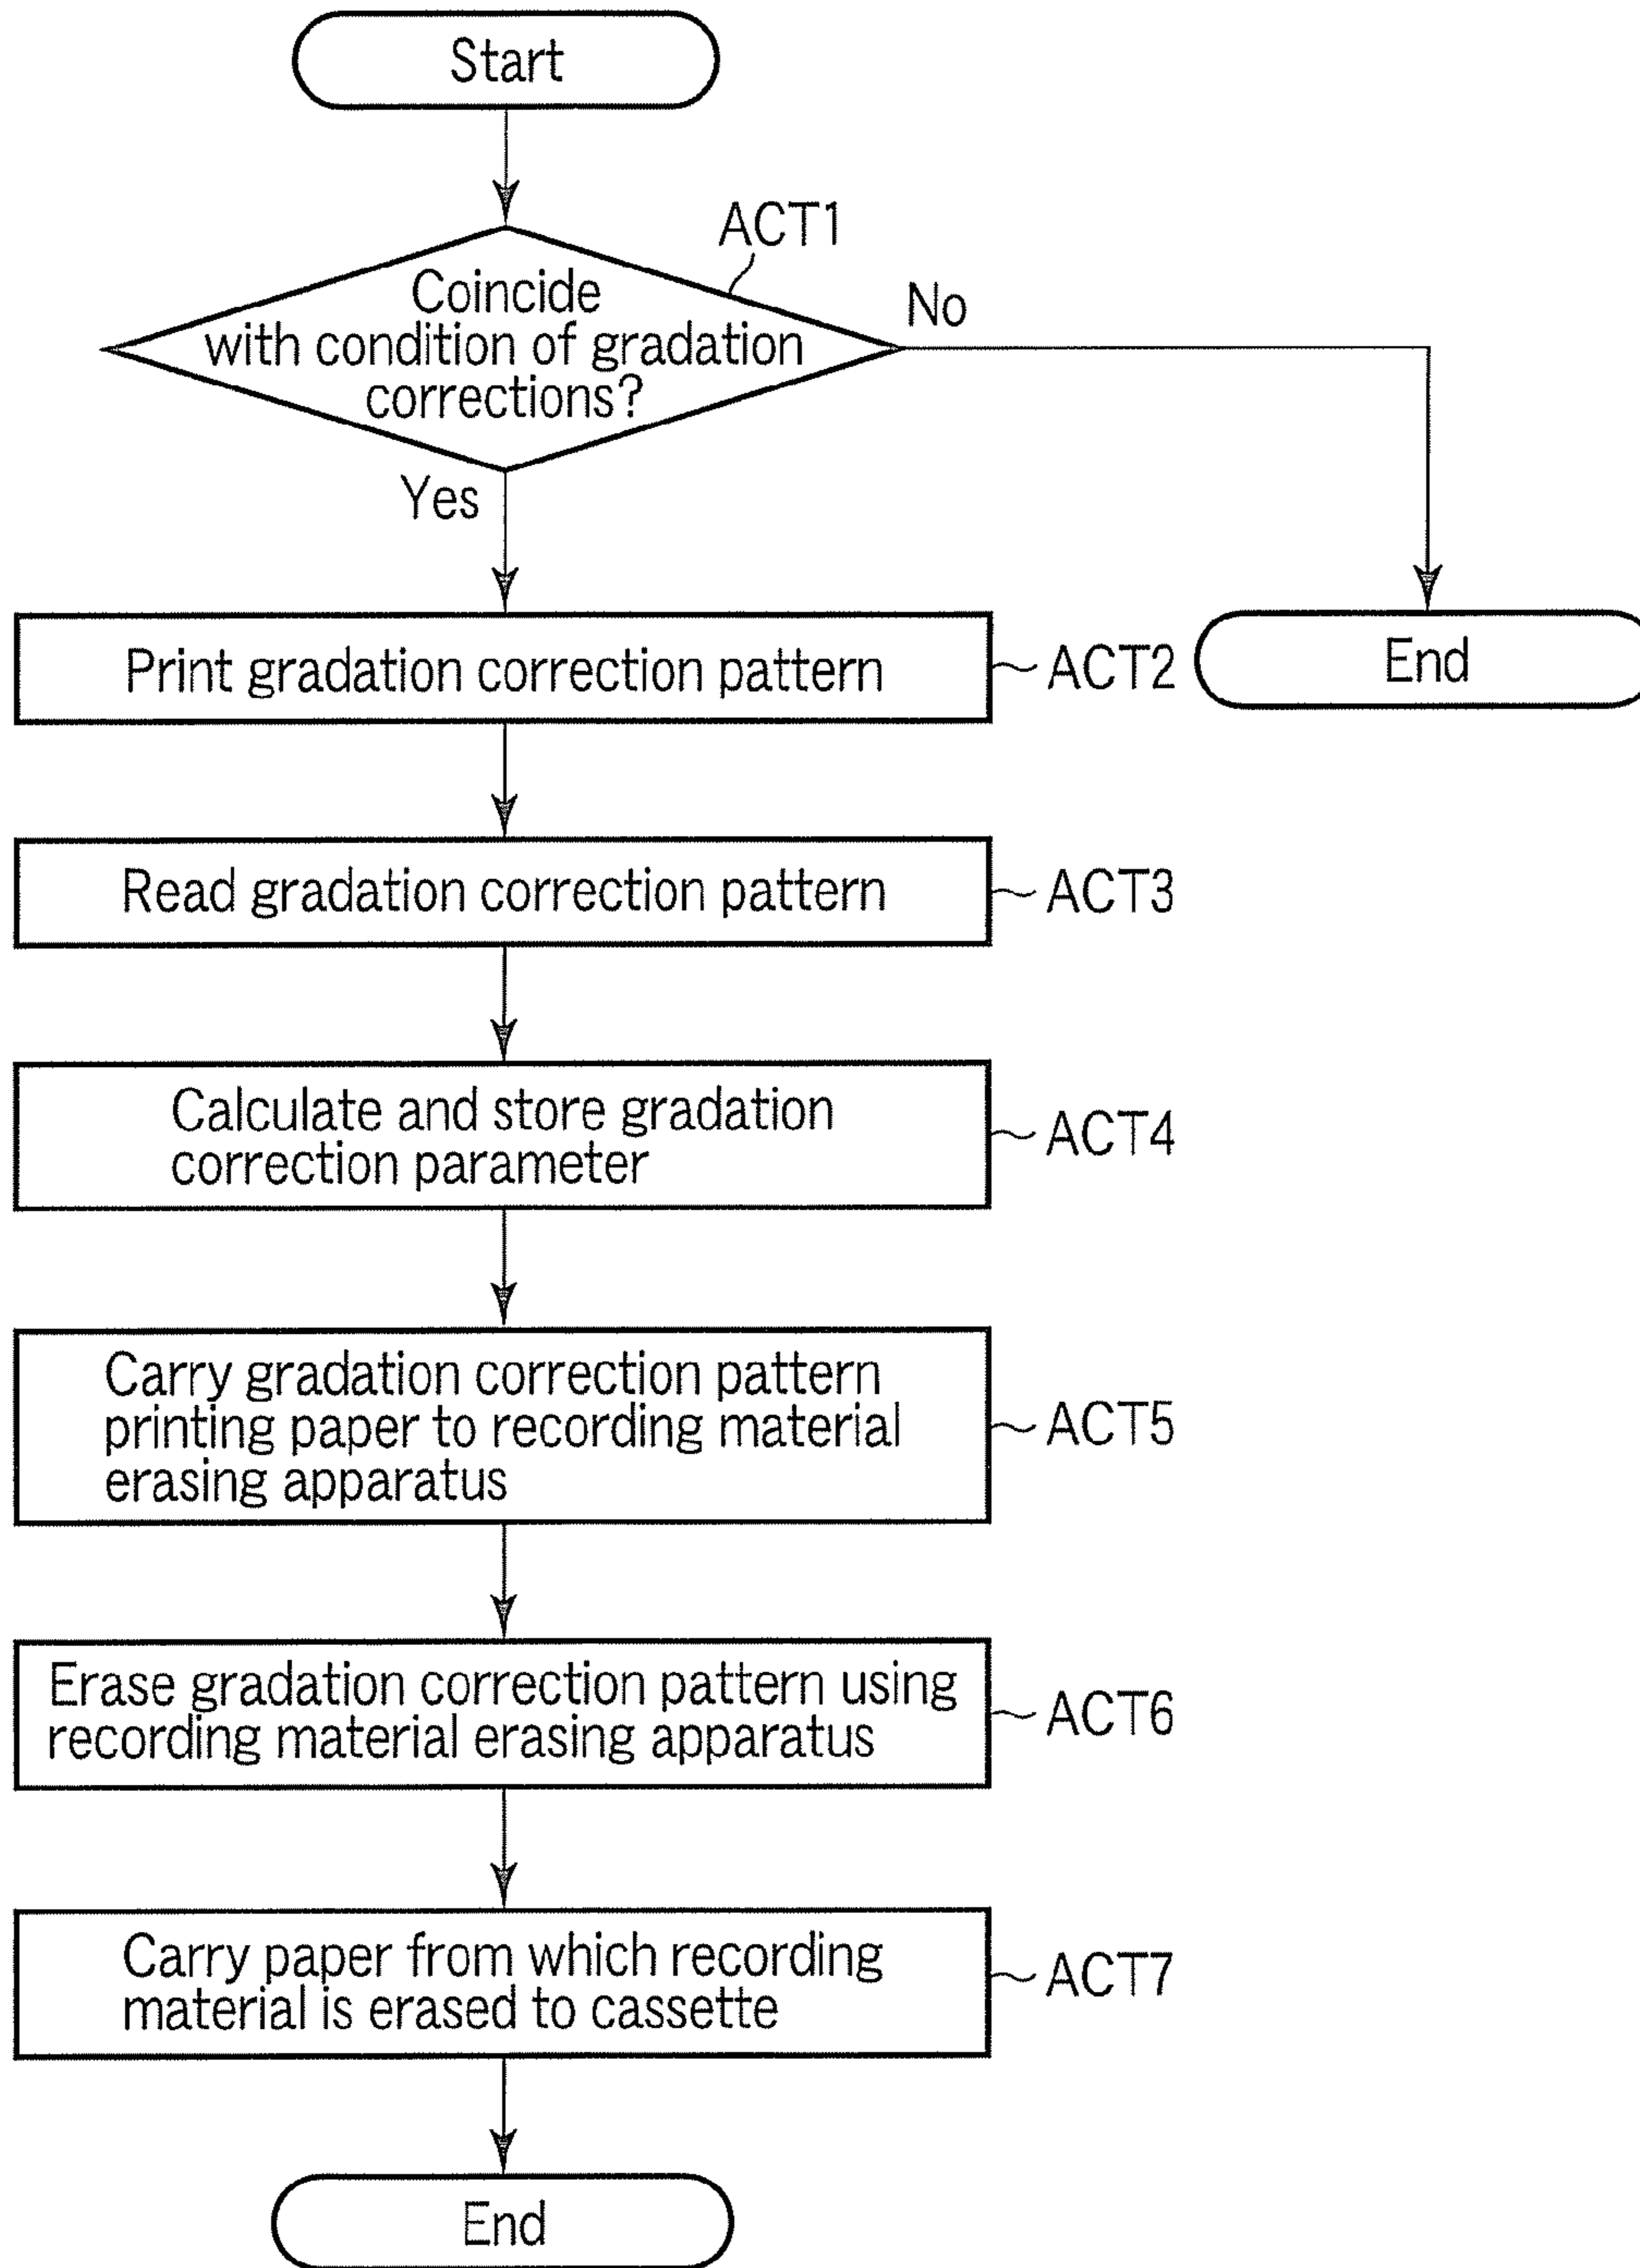 Start
ACT1
Coincide
with condition of gradation
corrections?
No
Yes
Print gradation correction pattern
ACT2
End
Read gradation correction pattern
ACT3
Calculate and store gradation
correction parameter
ACT4
Carry gradation correction pattern
printing paper to recording material
erasing apparatus
ACT5
Erase gradation correction pattern using
recording material erasing apparatus
ACT6
Carry paper from which recording
material is erased to cassette
ACT7
End